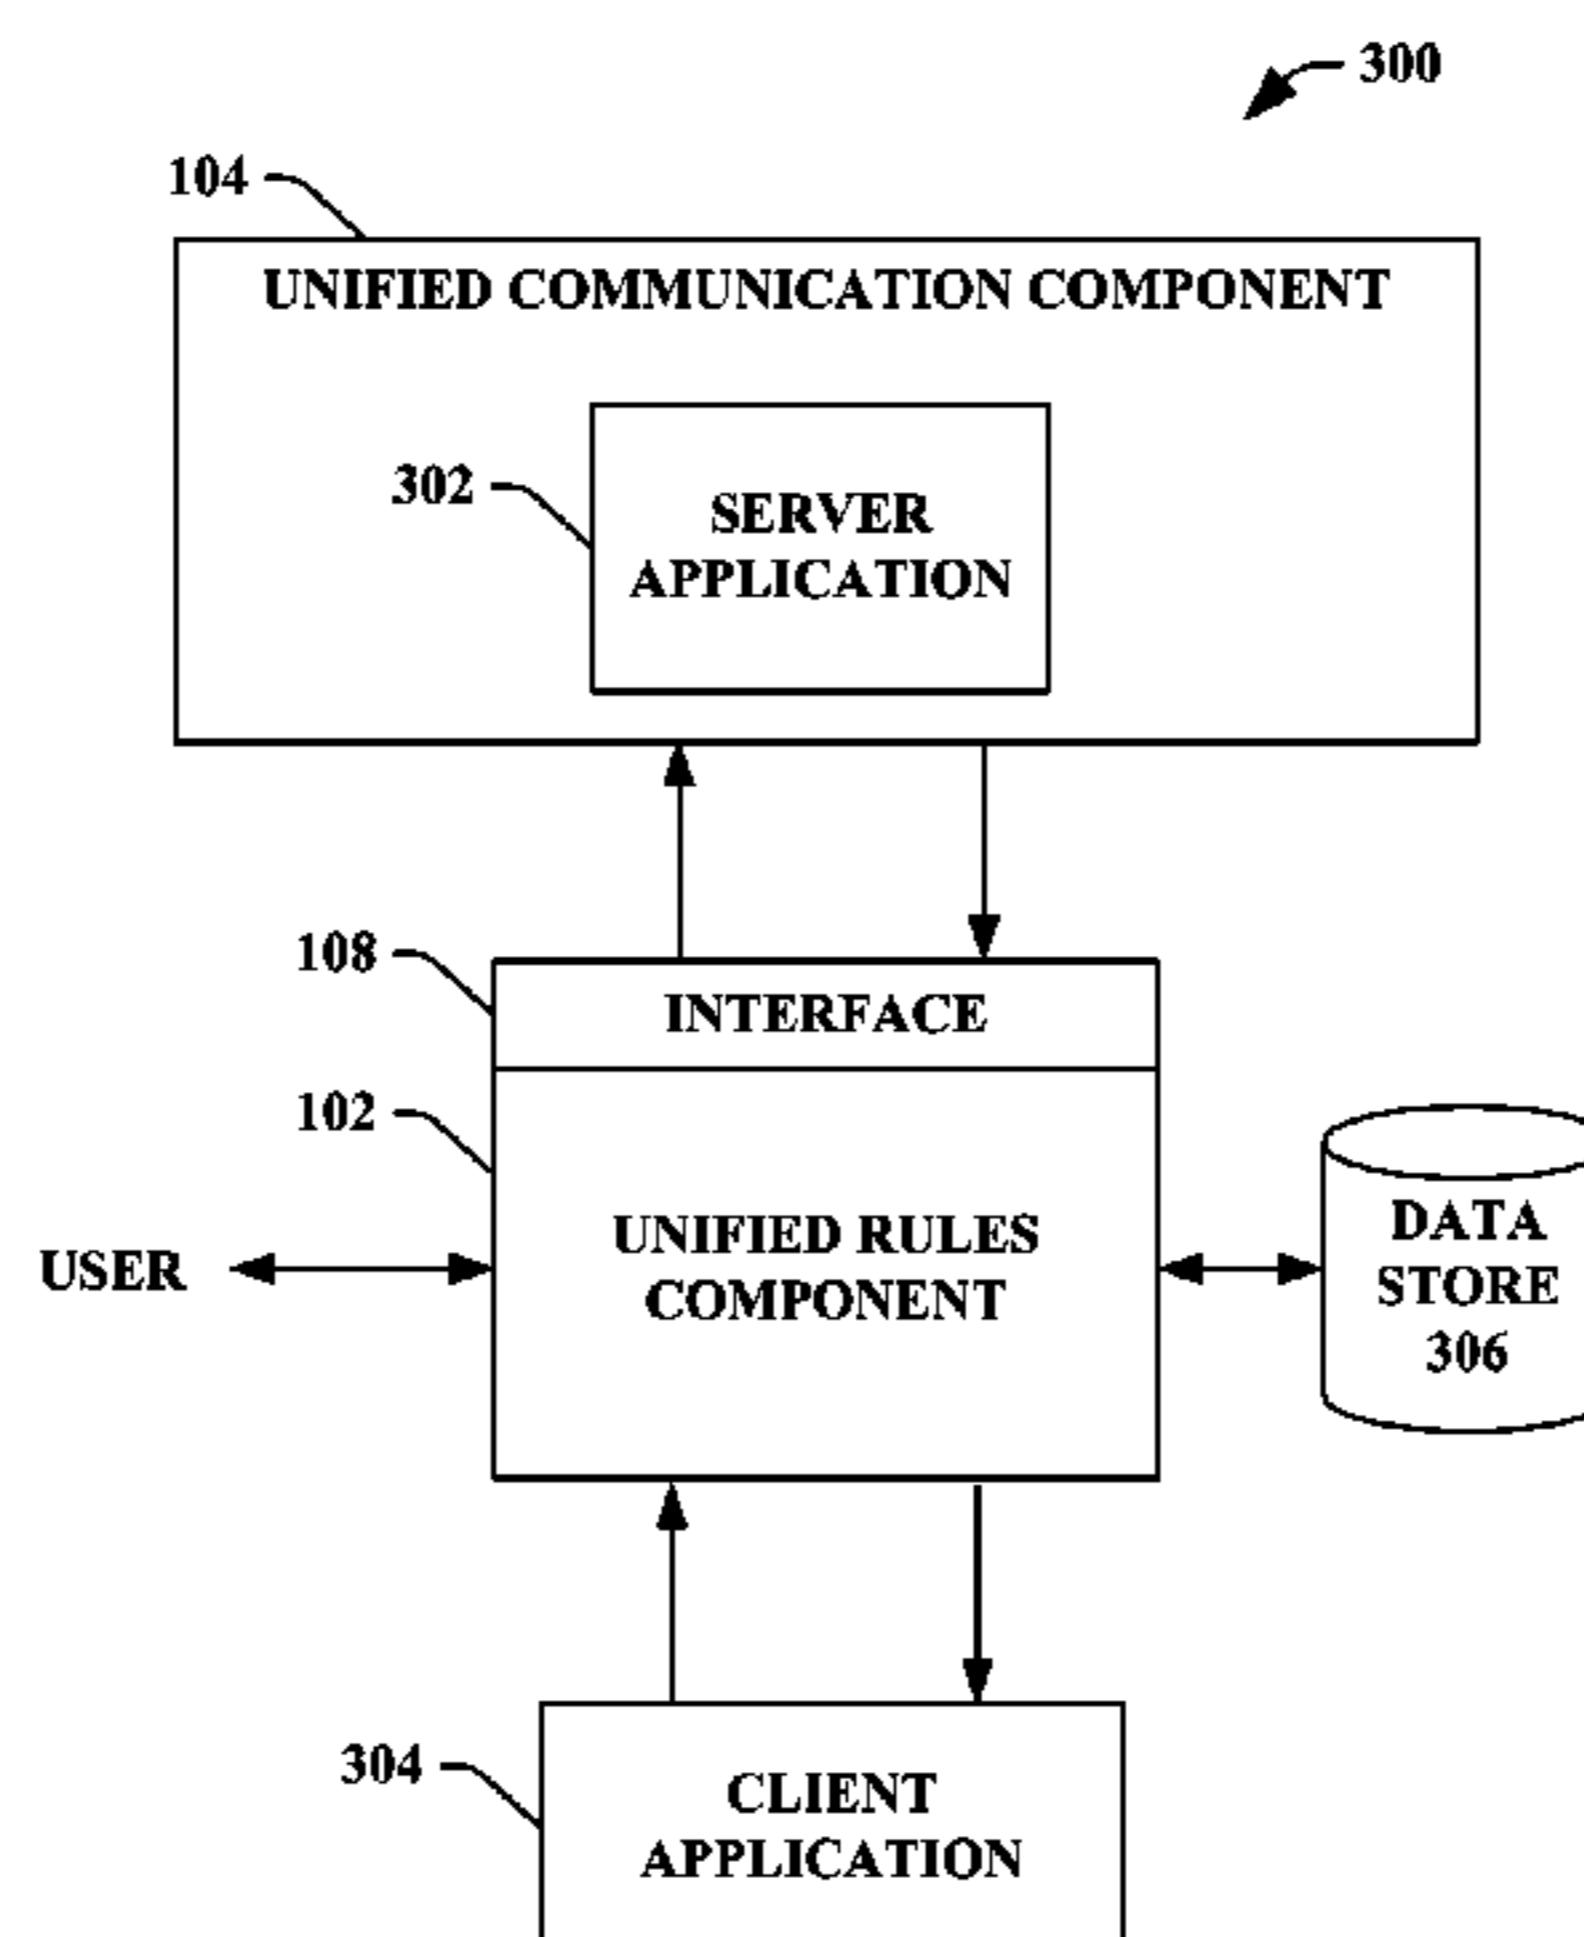 300
104
UNIFIED COMMUNICATION COMPONENT
302
SERVER
APPLICATION
108
INTERFACE
102
UNIFIED RULES
COMPONENT
USER
DATA
STORE
306
304
CLIENT
APPLICATION